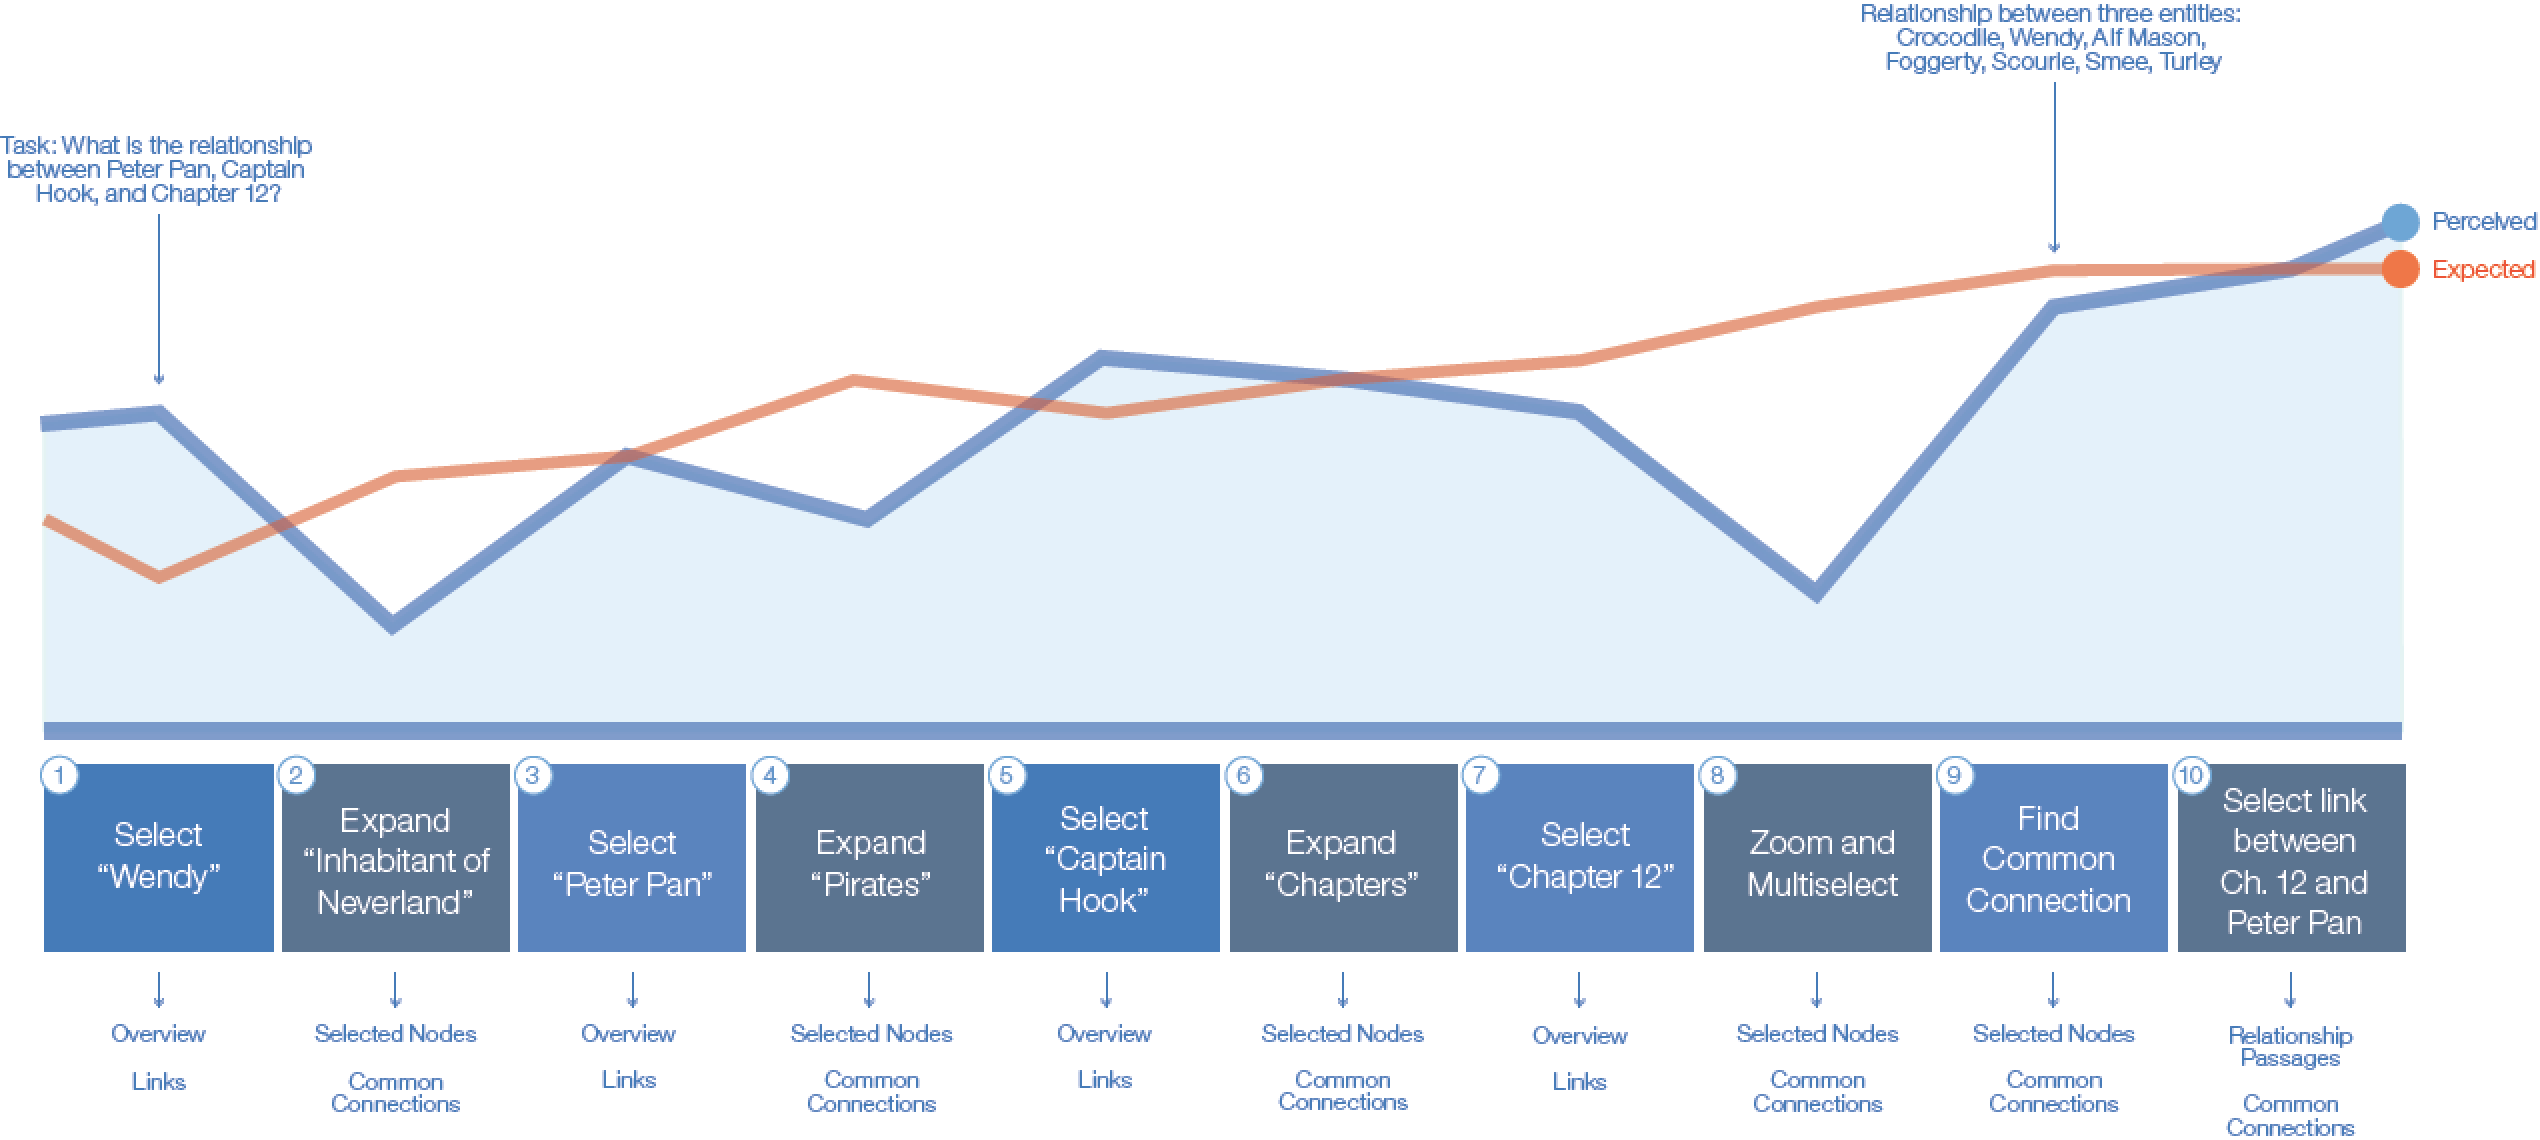 Relationship between three entities:
Crocodile, Wendy, Alf Mason,
Foggerty, Scourie, Smee, Turley
Task: What is the relationship
between Peter Pan, Captain
Hook, and Chapter 12?
Perceived
Expected
1
Select
“Wendy”
2
Expand
“Inhabitant of
Neverland”
3
Select
“Peter Pan”
4
Expand
“Pirates”
5
Select
“Captain
Hook”
6
Expand
“Chapters”
7
Select
“Chapter 12”
8
Zoom and
Multiselect
9
Find
Common
Connection
10
Select link
between
Ch. 12 and
Peter Pan
Overview
Links
Selected Nodes
Common
Connections
Overview
Links
Selected Nodes
Common
Connections
Overview
Links
Selected Nodes
Common
Connections
Overview
Links
Selected Nodes
Common
Connections
Selected Nodes
Common
Connections
Relationship
Passages
Common
Connections